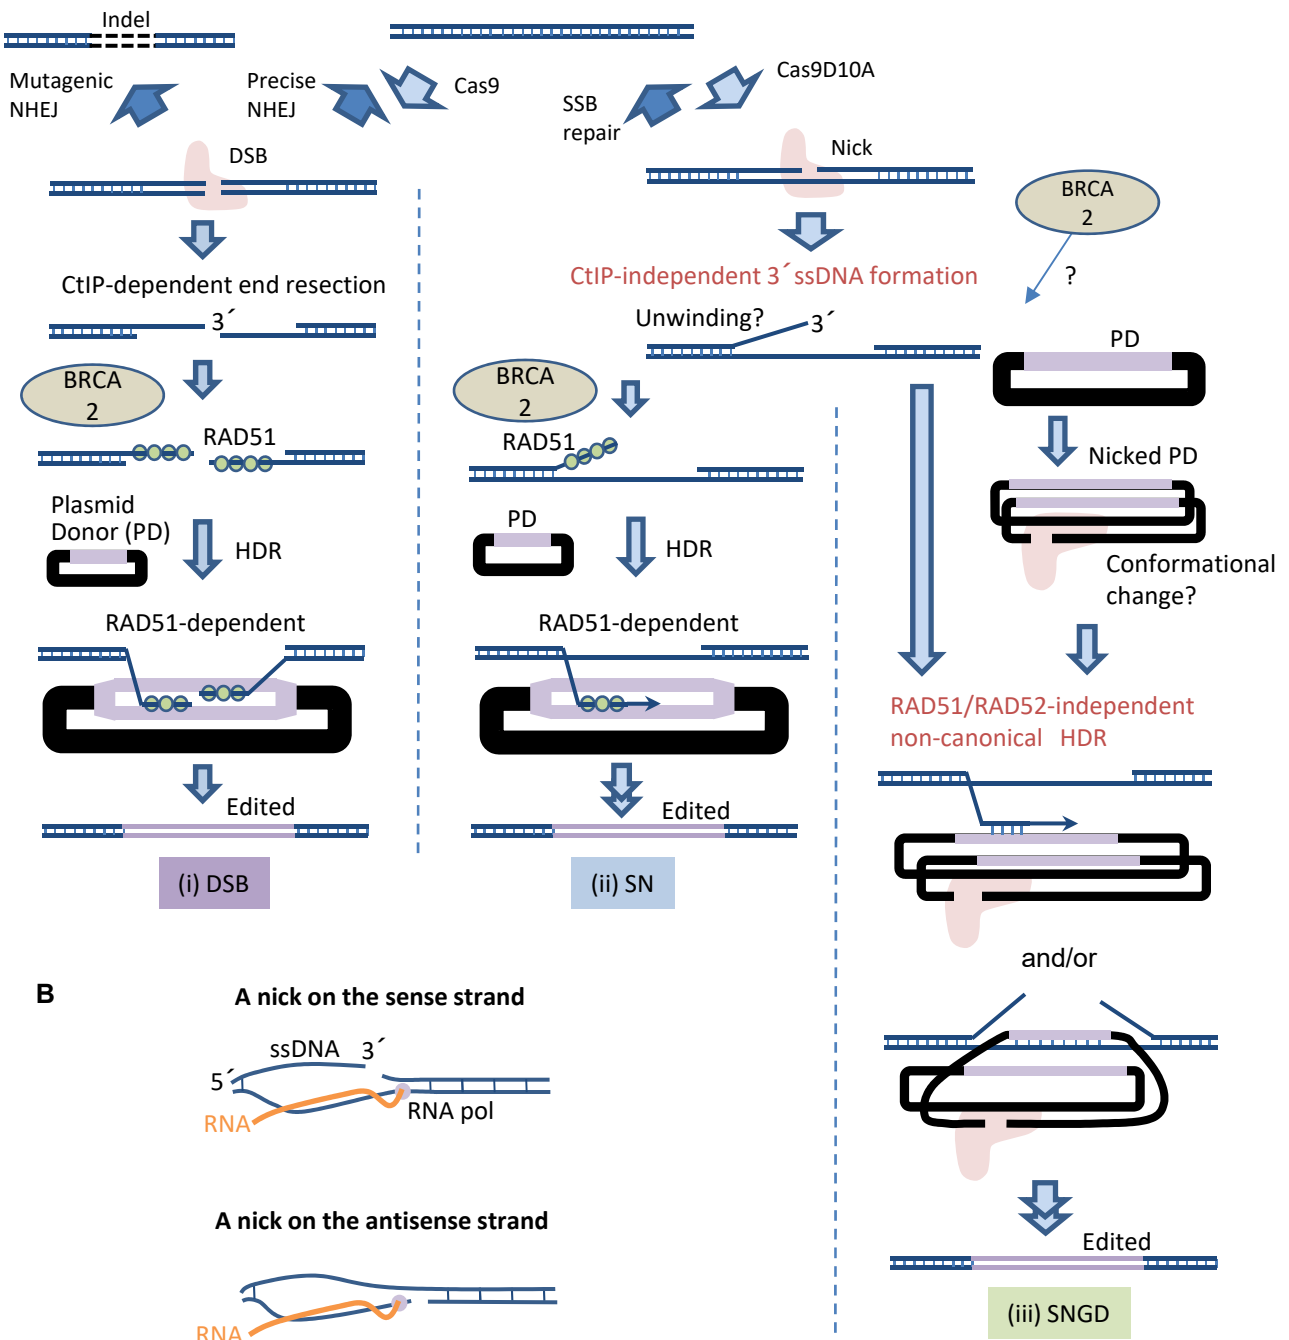 Indel
Mutagenic
NHEJ
Precise
NHEJ
Cas9
SSB
repair
Cas9D10A
DSB
Nick
BRCA
2
?
CtIP-dependent end resection
3´
BRCA
2
RAD51
Plasmid
Donor (PD)
HDR
RAD51-dependent
Edited
(i) DSB
CtIP-independent 3´ssDNA formation
Unwinding?
3´
BRCA
2
RAD51
PD
HDR
RAD51-dependent
Edited
(ii) SN
PD
Nicked PD
Conformational
change?
RAD51/RAD52-independent
non-canonical HDR
and/or
Edited
(iii) SNGD
B
A nick on the sense strand
ssDNA
3´
5´
RNA
RNA pol
A nick on the antisense strand
RNA